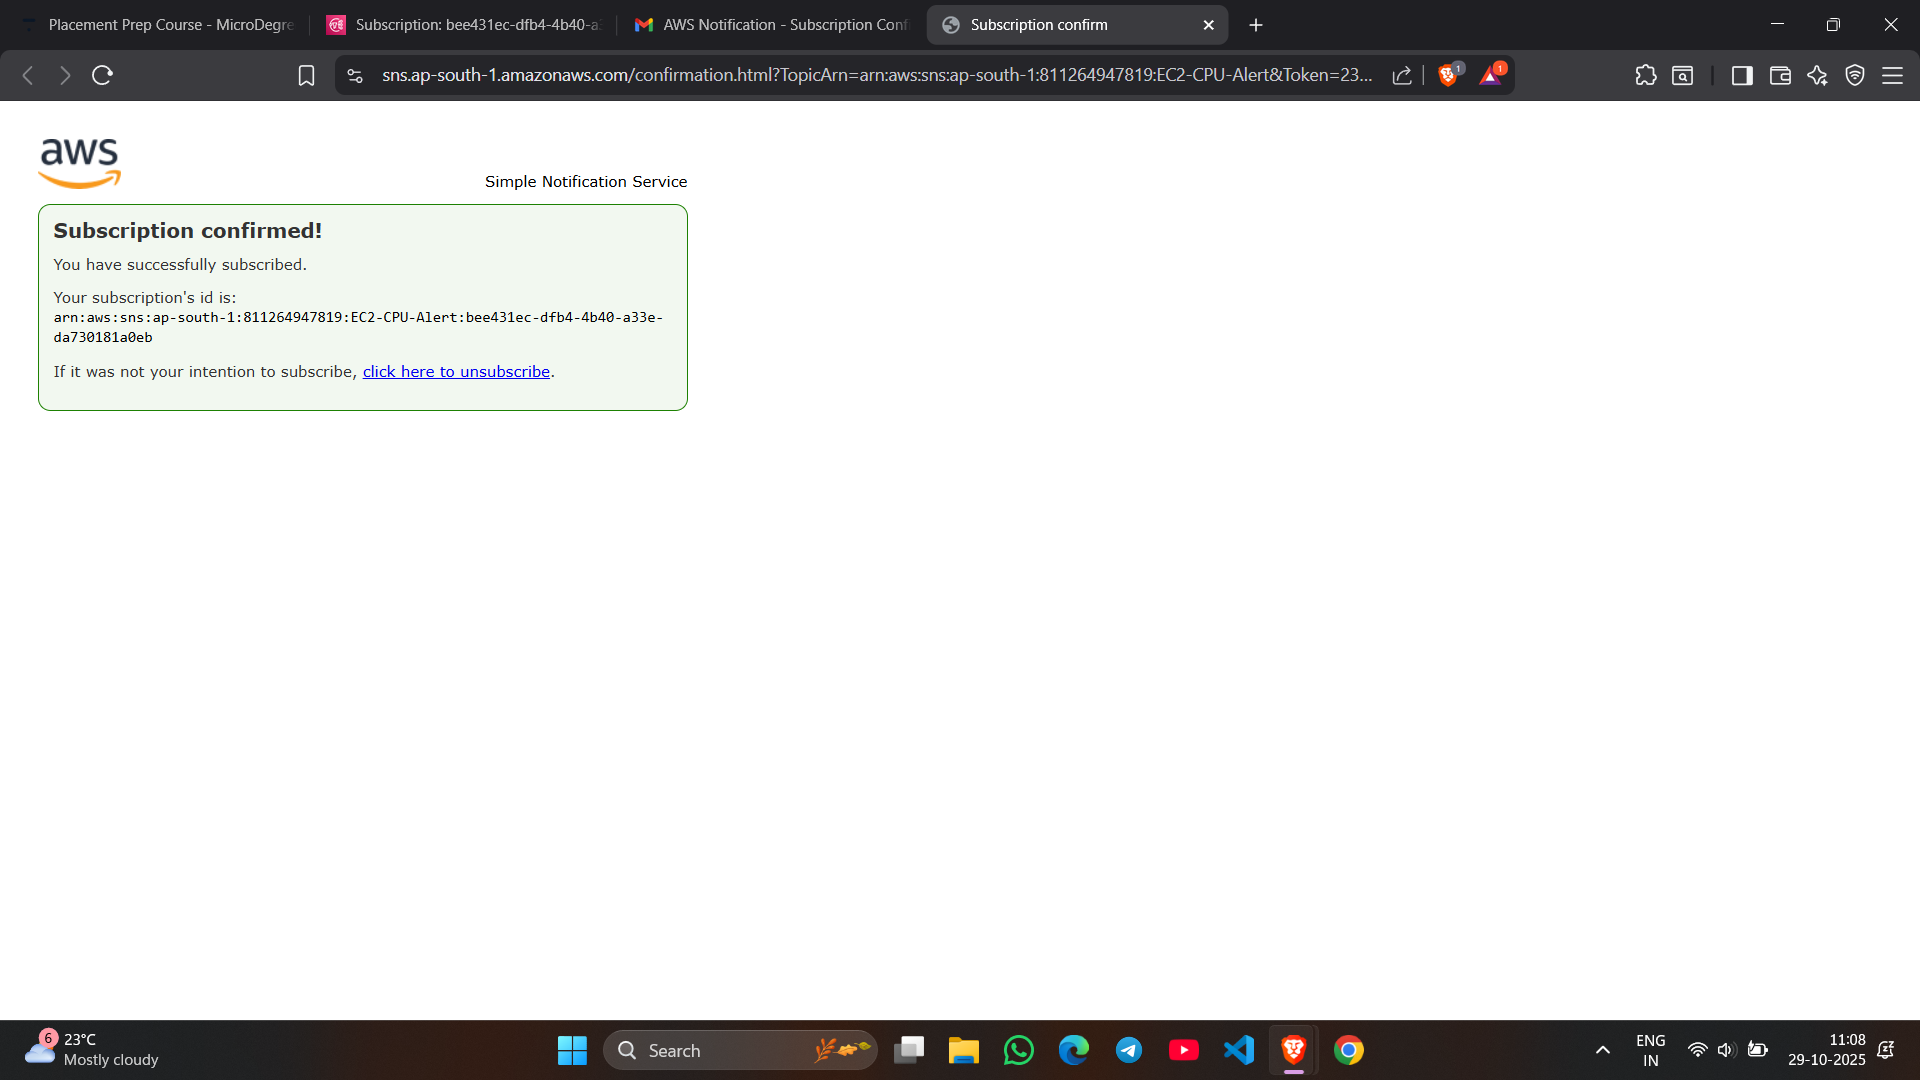 Placement Prep Course - MicroDegre
Subscription: bee431ec-dfb4-4b40-a
AWS Notification - Subscription Conf
Subscription confirm
sns.ap-south-1.amazonaws.com/confirmation.html?TopicArn=arn:aws:sns:ap-south-1:811264947819:EC2-CPU-Alert&Token=23...
1
1
aws
Simple Notification Service
Subscription confirmed!
You have successfully subscribed.
Your subscription's id is:
arn:aws:sns:ap-south-1:811264947819:EC2-CPU-Alert:bee431ec-dfb4-4b40-a33e-
da730181a0eb
If it was not your intention to subscribe, click here to unsubscribe.
6
23°C
Mostly cloudy
Search
ENG
IN
11:08
29-10-2025